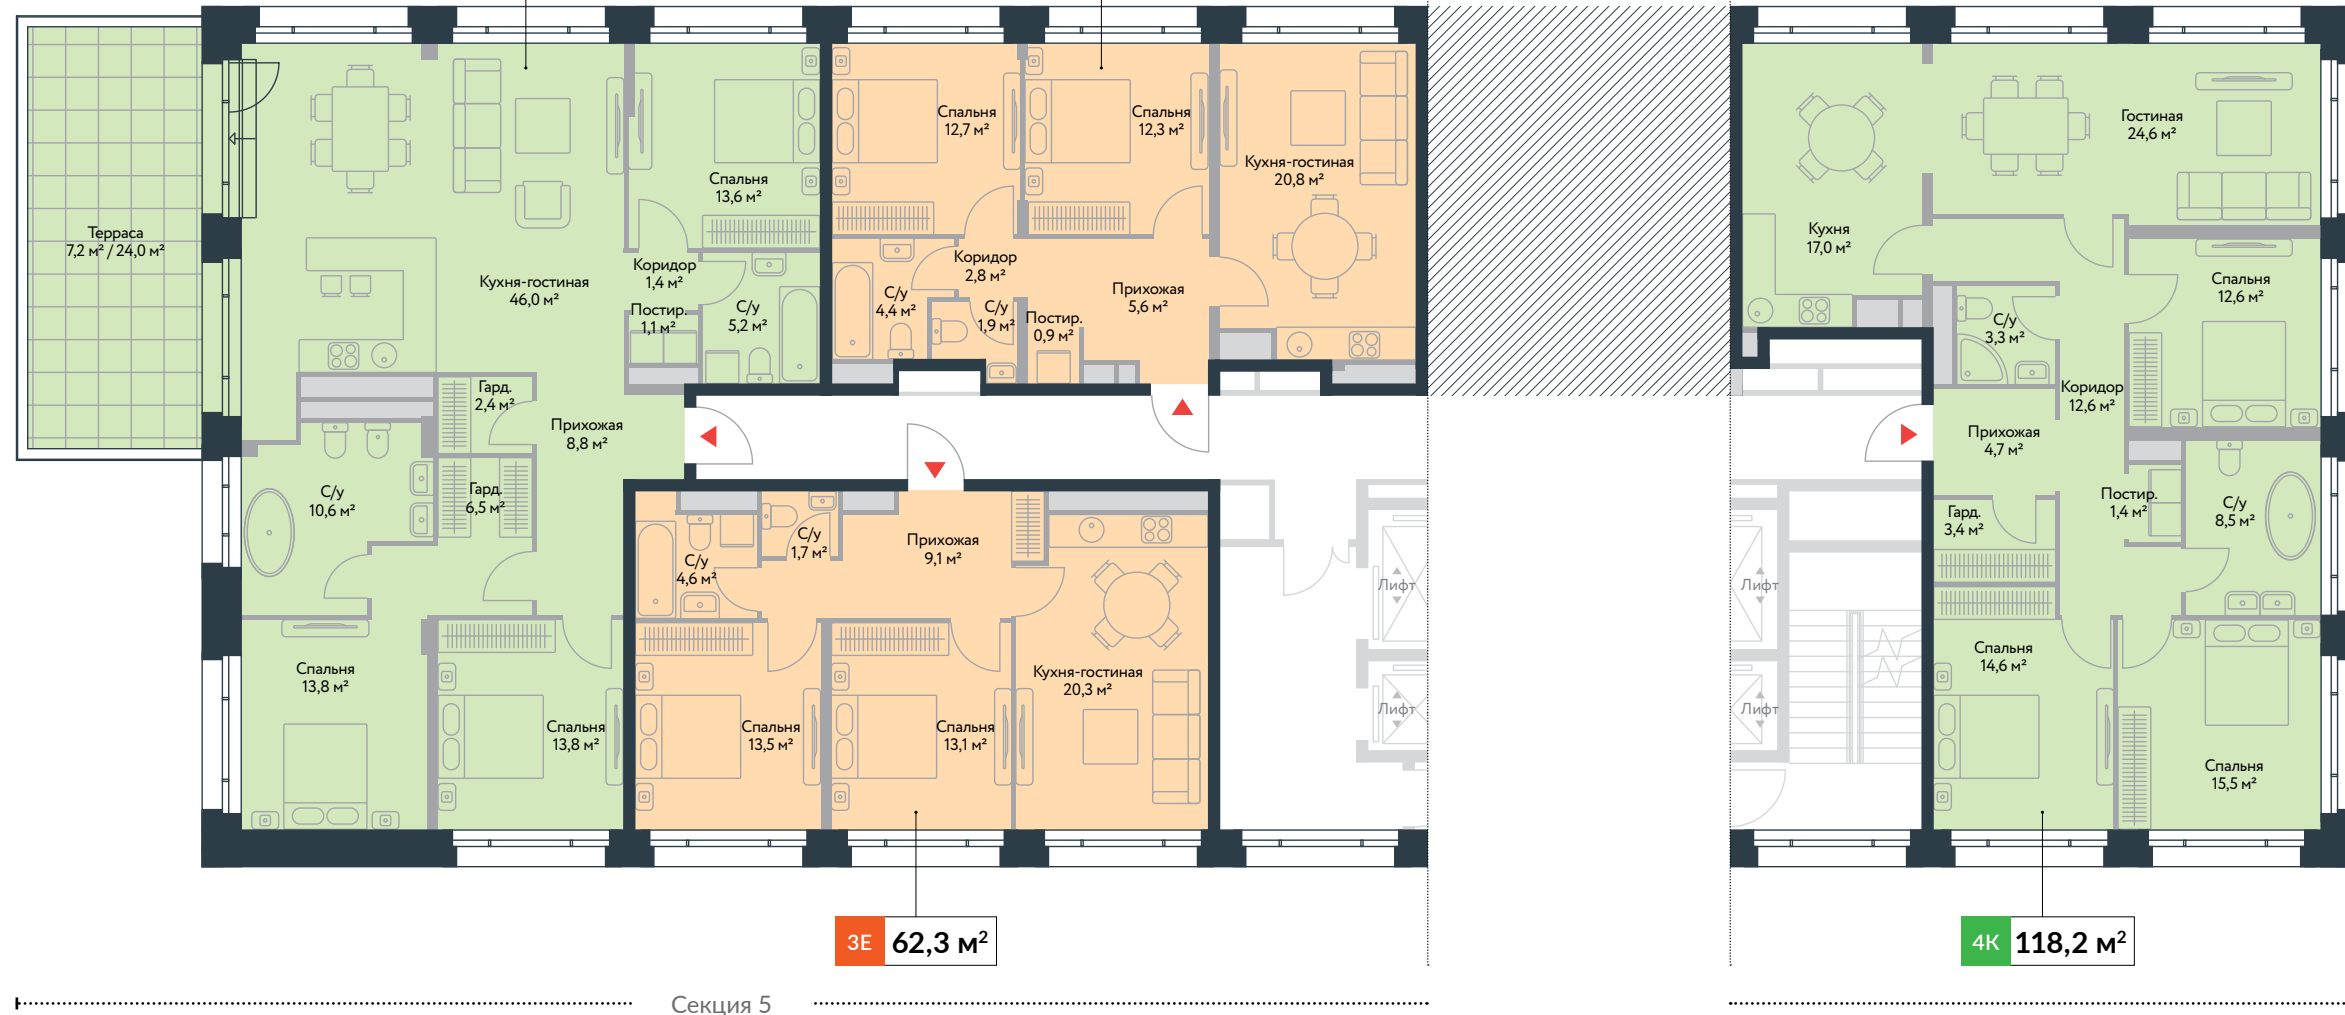 Терраса
7,2 м² / 24,0 м²
Кухня-гостиная
46,0 м²
Спальня
13,6 м²
Коридор
1,4 м²
Постир.
1,1 м²
С/у
5,2 м²
Гард.
2,4 м²
Прихожая
8,8 м²
С/у
10,6 м²
Гард.
6,5 м²
Спальня
13,8 м²
Спальня
13,8 м²
Спальня
12,7 м²
Спальня
12,3 м²
Кухня-гостиная
20,8 м²
Коридор
2,8 м²
С/у
4,4 м²
С/у
1,9 м²
Постир.
0,9 м²
Прихожая
5,6 м²
С/у
4,6 м²
С/у
1,7 м²
Прихожая
9,1 м²
Кухня-гостиная
20,3 м²
Спальня
13,5 м²
Спальня
13,1 м²
Лифт
Лифт
Лифт
Лифт
Кухня
17,0 м²
Гостиная
24,6 м²
Спальня
12,6 м²
С/у
3,3 м²
Коридор
12,6 м²
Прихожая
4,7 м²
Гард.
3,4 м²
Постир.
1,4 м²
С/у
8,5 м²
Спальня
14,6 м²
Спальня
15,5 м²
3Е 62,3 м²
4К 118,2 м²
Секция 5